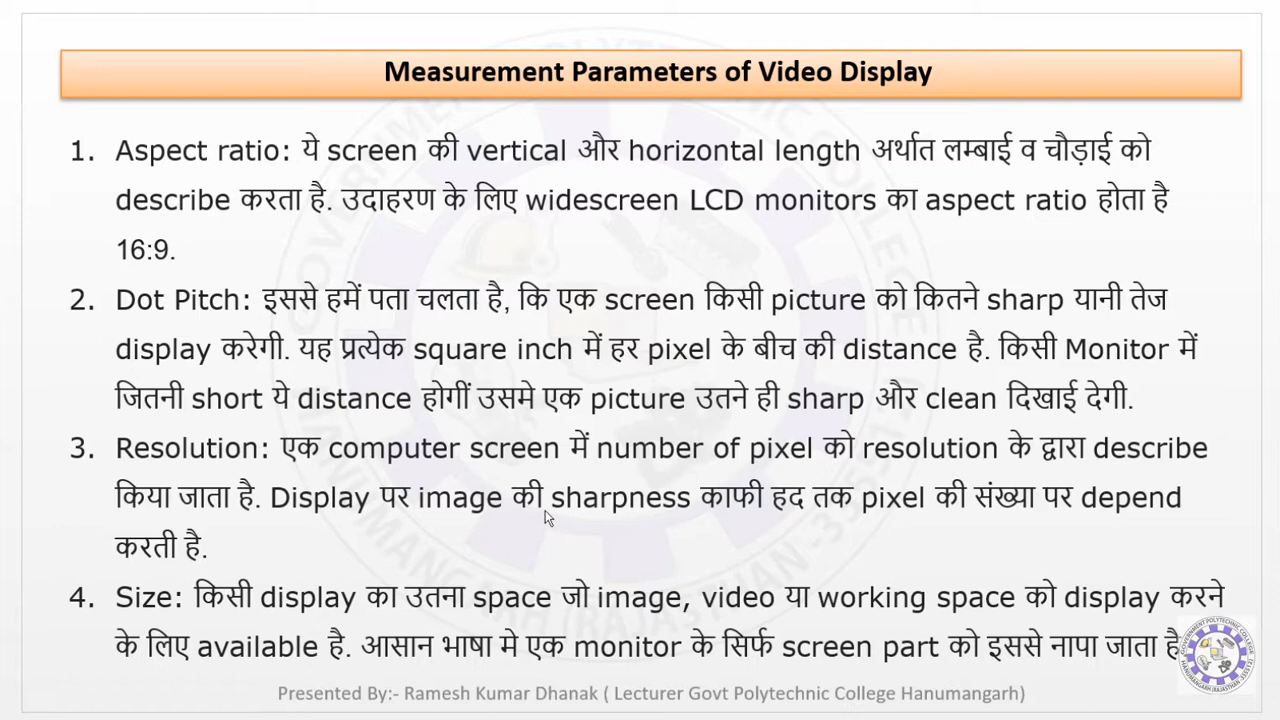 Measurement Parameters of Video Display
1. Aspect ratio: ये screen की vertical और horizontal length अर्थात लम्बाई व चौड़ाई को
describe करता है. उदाहरण के लिए widescreen LCD monitors का aspect ratio होता है
16:9.
2. Dot Pitch: इससे हमें पता चलता है, कि एक screen किसी picture को कितने sharp यानी तेज
display करेगी. यह प्रत्येक square inch में हर pixel के बीच की distance है. किसी Monitor में
जितनी short ये distance होगीं उसमे एक picture उतने ही sharp और clean दिखाई देगी.
3. Resolution: एक computer screen में number of pixel को resolution के द्वारा describe
किया जाता है. Display पर image की sharpness काफी हद तक pixel की संख्या पर depend
करती है.
4. Size: किसी display का उतना space जो image, video या working space को display करने
के लिए available है. आसान भाषा मे एक monitor के सिर्फ screen part को इससे नापा जाता है
Presented By:- Ramesh Kumar Dhanak ( Lecturer Govt Polytechnic College Hanumangarh)